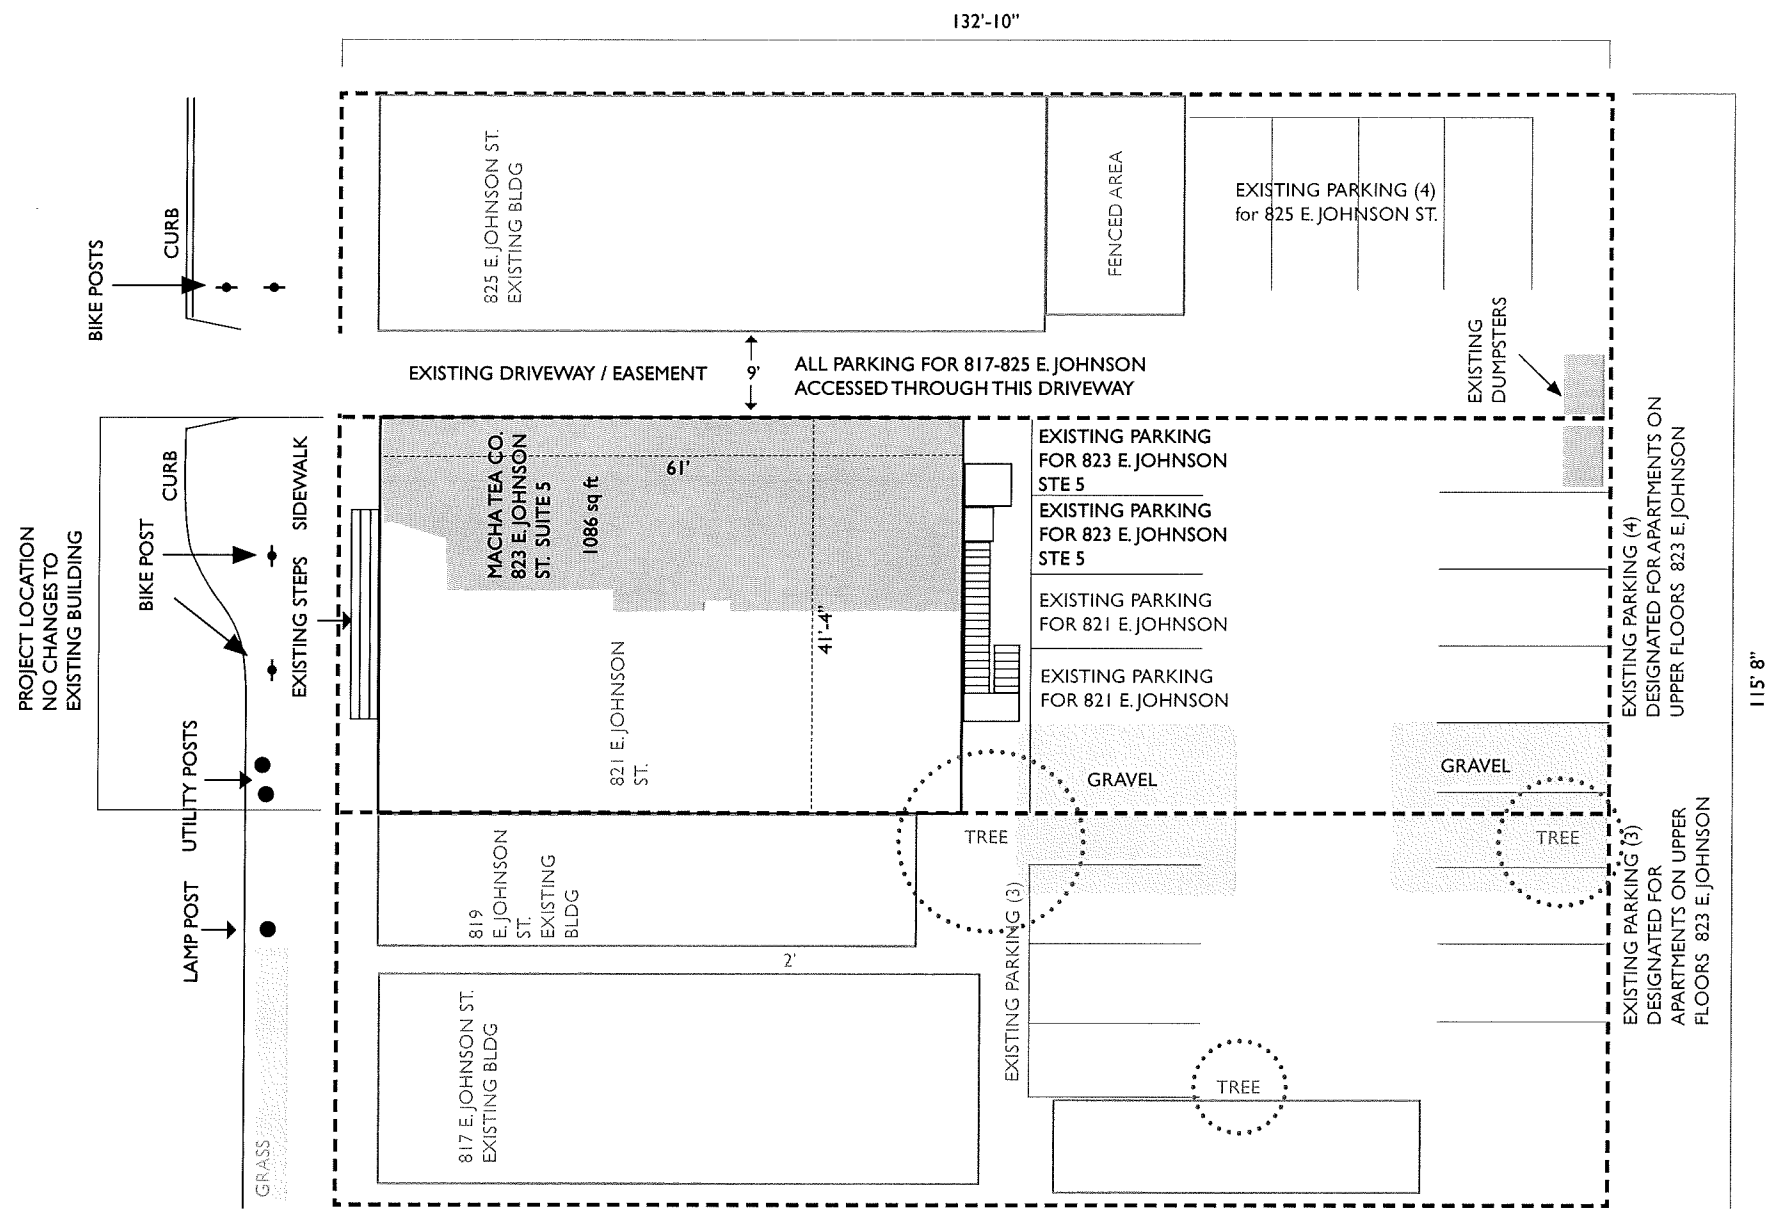 132'-10"
BIKE POSTS
CURB
825 E. JOHNSON ST.
EXISTING BLDG
FENCED AREA
EXISTING PARKING (4)
for 825 E. JOHNSON ST.
EXISTING DRIVEWAY / EASEMENT
9'
ALL PARKING FOR 817-825 E. JOHNSON
ACCESSED THROUGH THIS DRIVEWAY
EXISTING
DUMPSTERS
PROJECT LOCATION
NO CHANGES TO
EXISTING BUILDING
CURB
BIKE POST
SIDEWALK
EXISTING STEPS
MACHA TEA CO.
823 E. JOHNSON
ST. SUITE 5
1086 sq ft
61'
41'-4"
821 E. JOHNSON
ST.
EXISTING PARKING
FOR 823 E. JOHNSON
STE 5
EXISTING PARKING
FOR 823 E. JOHNSON
STE 5
EXISTING PARKING
FOR 821 E. JOHNSON
EXISTING PARKING
FOR 821 E. JOHNSON
EXISTING PARKING (4)
DESIGNATED FOR APARTMENTS ON
UPPER FLOORS 823 E. JOHNSON
115' 8"
UTILITY POSTS
GRAVEL
GRAVEL
TREE
TREE
LAMP POST
819
E. JOHNSON
ST.
EXISTING
BLDG
2'
EXISTING PARKING (3)
EXISTING PARKING (3)
DESIGNATED FOR
APARTMENTS ON UPPER
FLOORS 823 E. JOHNSON
GRASS
817 E. JOHNSON ST.
EXISTING BLDG
TREE